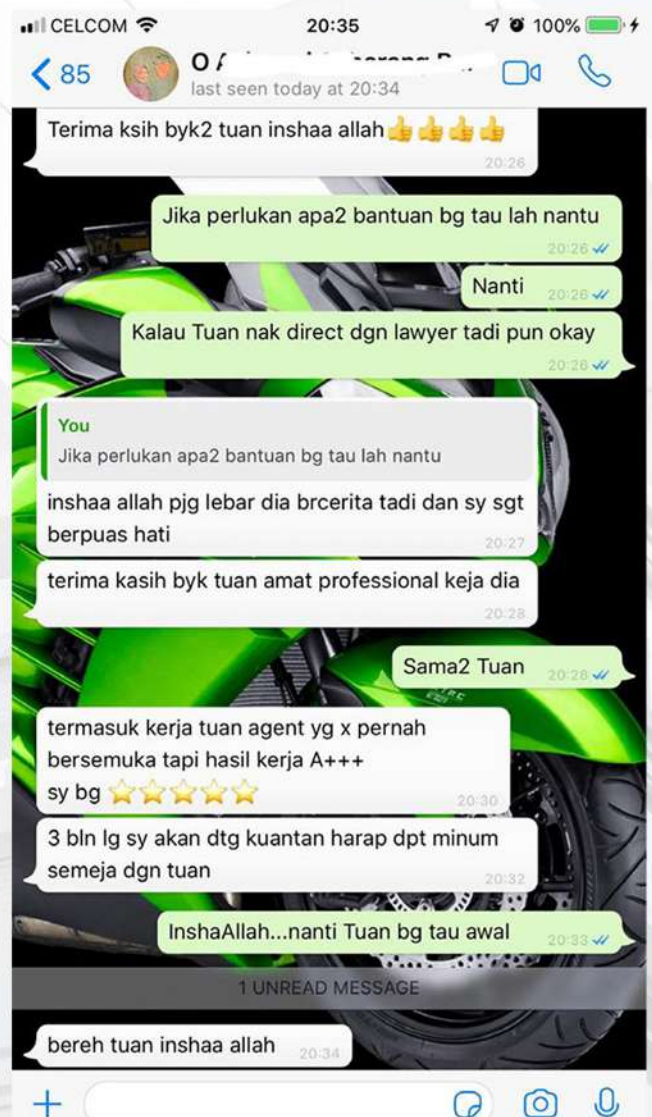 CELCOM 20:35 100%
85
last seen today at 20:34
Terima ksih byk2 tuan inshaa allah👍👍👍👍
20:26
Jika perlukan apa2 bantuan bg tau lah nantu
20:26
Nanti 20:26
Kalau Tuan nak direct dgn lawyer tadi pun okay
20:26
You
Jika perlukan apa2 bantuan bg tau lah nantu
inshaa allah pjg lebar dia brcerita tadi dan sy sgt
berpuas hati
20:27
terima kasih byk tuan amat professional keja dia
20:28
Sama2 Tuan 20:28
termasuk kerja tuan agent yg x pernah
bersemuka tapi hasil kerja A+++
sy bg ⭐⭐⭐⭐⭐ 20:30
3 bln lg sy akan dtg kuantan harap dpt minum
semeja dgn tuan 20:32
InshaAllah...nanti Tuan bg tau awal 20:33
1 UNREAD MESSAGE
bereh tuan inshaa allah 20:34